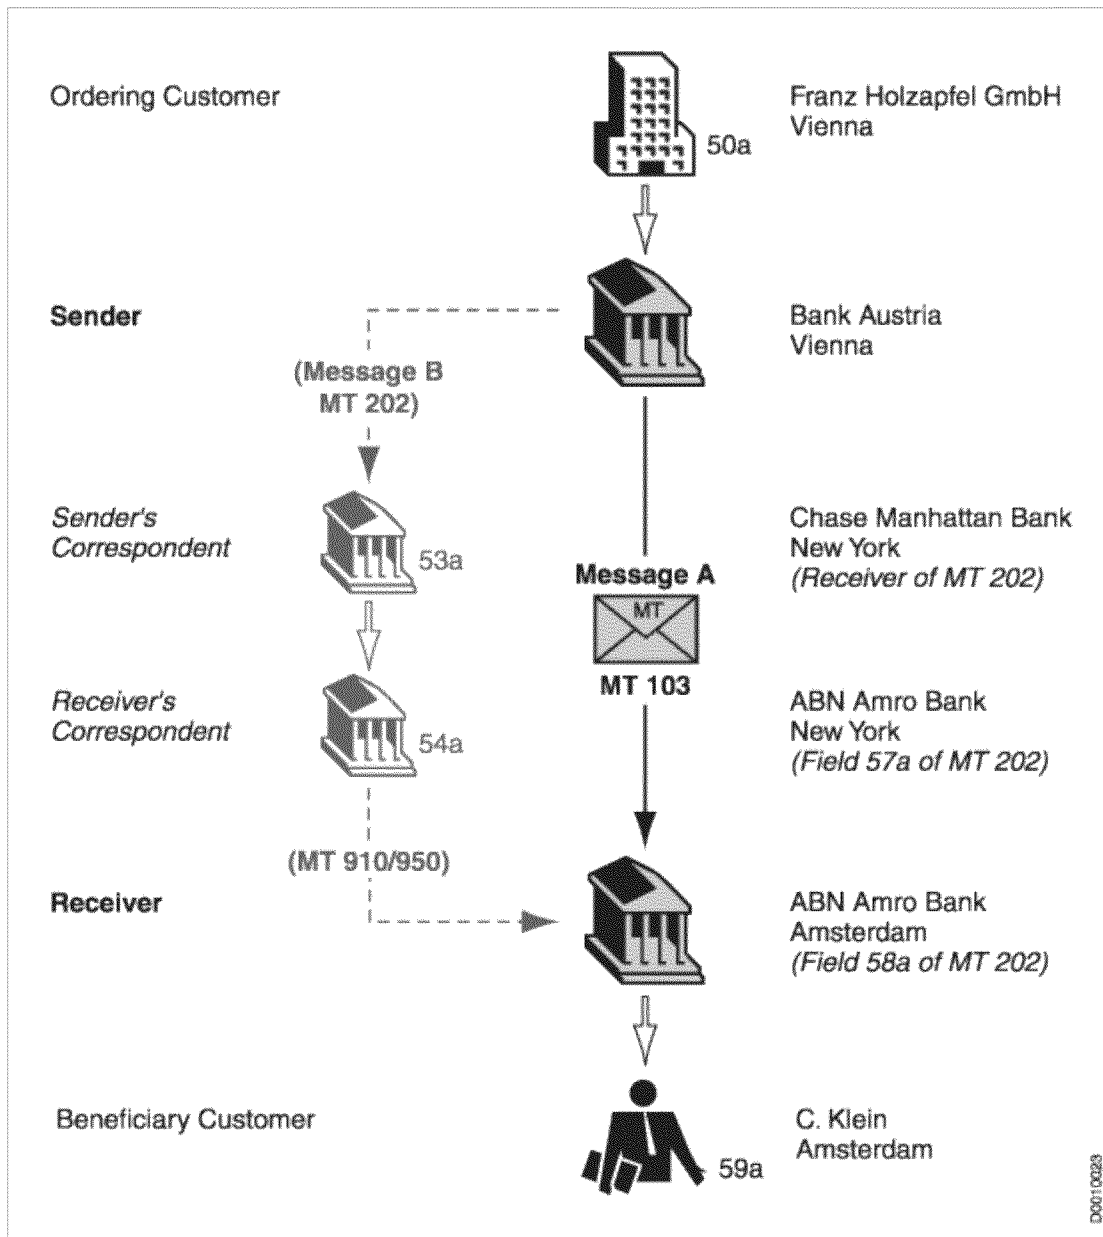 Ordering Customer
50a
Franz Holzapfel GmbH
Vienna
Sender
Bank Austria
Vienna
(Message B
MT 202)
Sender's
Correspondent
53a
Chase Manhattan Bank
New York
(Receiver of MT 202)
Message A
MT
MT 103
Receiver's
Correspondent
54a
ABN Amro Bank
New York
(Field 57a of MT 202)
(MT 910/950)
Receiver
ABN Amro Bank
Amsterdam
(Field 58a of MT 202)
Beneficiary Customer
59a
C. Klein
Amsterdam
D0010023